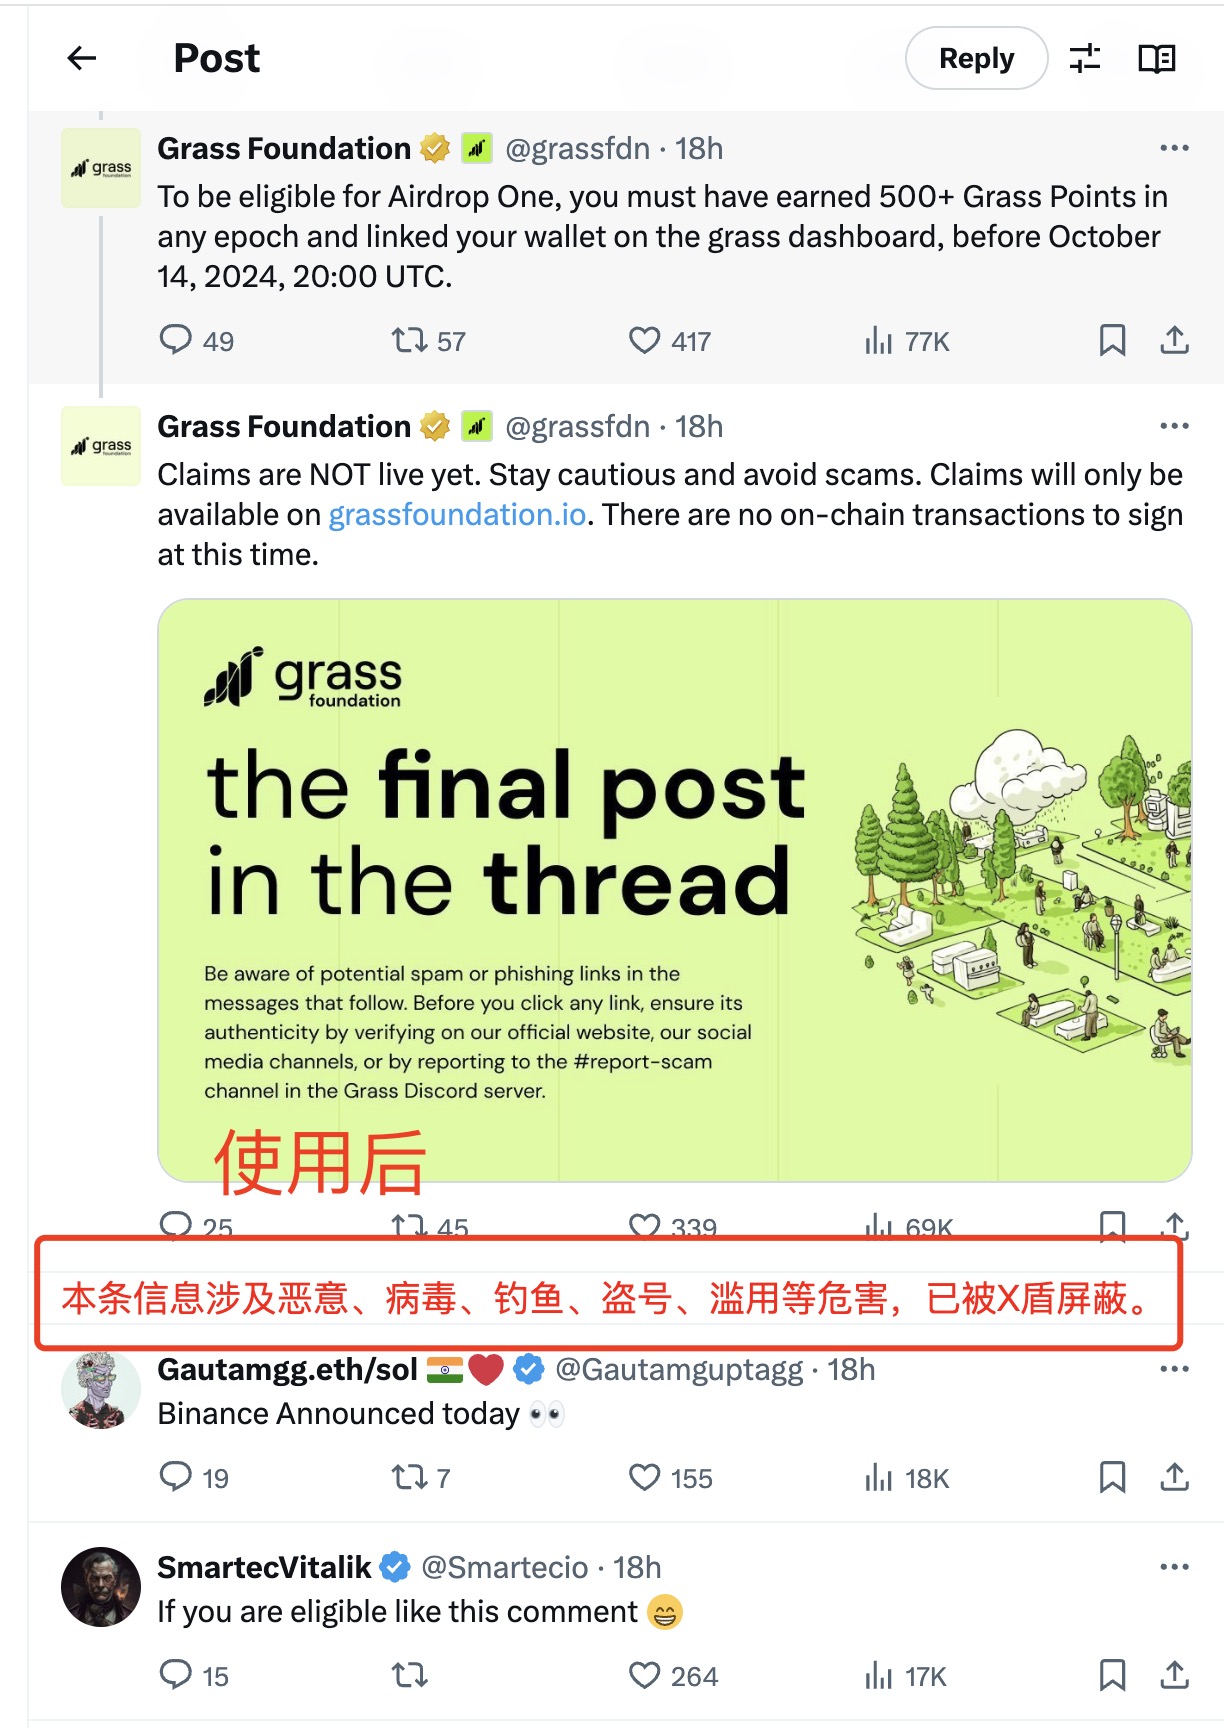 Post
Reply
grass
foundation
Grass Foundation @grassfdn · 18h
To be eligible for Airdrop One, you must have earned 500+ Grass Points in
any epoch and linked your wallet on the grass dashboard, before October
14, 2024, 20:00 UTC.
49 57 417 77K
grass
foundation
Grass Foundation @grassfdn · 18h
Claims are NOT live yet. Stay cautious and avoid scams. Claims will only be
available on grassfoundation.io. There are no on-chain transactions to sign
at this time.
grass
foundation
the final post
in the thread
Be aware of potential spam or phishing links in the
messages that follow. Before you click any link, ensure its
authenticity by verifying on our official website, our social
media channels, or by reporting to the #report-scam
channel in the Grass Discord server.
使用后
25 45 339 69K
本条信息涉及恶意、病毒、钓鱼、盗号、滥用等危害，已被X盾屏蔽。
Gautamgg.eth/sol 🇮🇳❤️ @Gautamguptagg · 18h
Binance Announced today 👀
19 7 155 18K
SmartecVitalik @Smartecio · 18h
If you are eligible like this comment 😁
15 264 17K